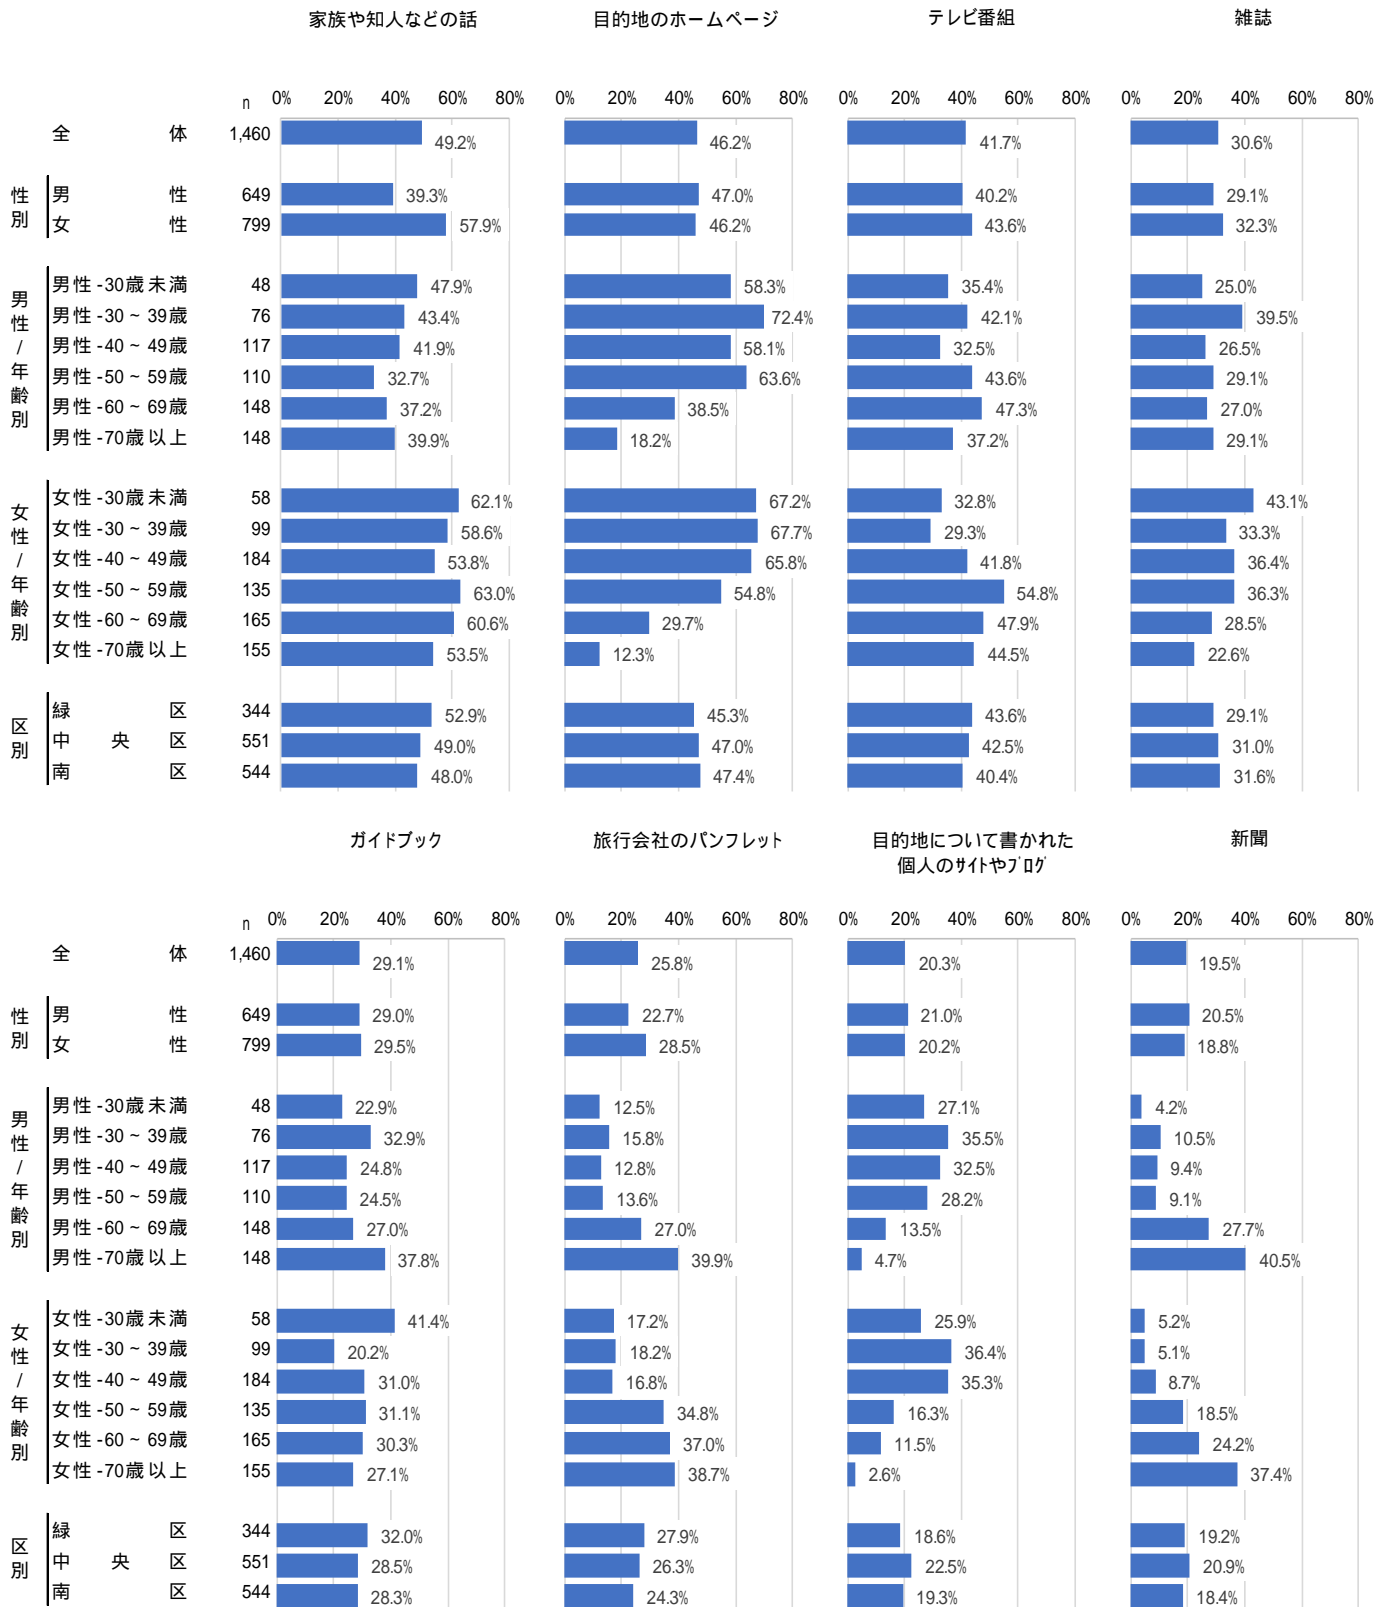 家族や知人などの話 目的地のホームページ テレビ番組 雑誌
n 0% 20% 40% 60% 80% 0% 20% 40% 60% 80% 0% 20% 40% 60% 80% 0% 20% 40% 60% 80%
全体 1,460 49.2% 46.2% 41.7% 30.6%
性別
男性 649 39.3% 47.0% 40.2% 29.1%
女性 799 57.9% 46.2% 43.6% 32.3%
男性/年齢別
男性-30歳未満 48 47.9% 58.3% 35.4% 25.0%
男性-30~39歳 76 43.4% 72.4% 42.1% 39.5%
男性-40~49歳 117 41.9% 58.1% 32.5% 26.5%
男性-50~59歳 110 32.7% 63.6% 43.6% 29.1%
男性-60~69歳 148 37.2% 38.5% 47.3% 27.0%
男性-70歳以上 148 39.9% 18.2% 37.2% 29.1%
女性/年齢別
女性-30歳未満 58 62.1% 67.2% 32.8% 43.1%
女性-30~39歳 99 58.6% 67.7% 29.3% 33.3%
女性-40~49歳 184 53.8% 65.8% 41.8% 36.4%
女性-50~59歳 135 63.0% 54.8% 54.8% 36.3%
女性-60~69歳 165 60.6% 29.7% 47.9% 28.5%
女性-70歳以上 155 53.5% 12.3% 44.5% 22.6%
区別
緑区 344 52.9% 45.3% 43.6% 29.1%
中央区 551 49.0% 47.0% 42.5% 31.0%
南区 544 48.0% 47.4% 40.4% 31.6%
ガイドブック 旅行会社のパンフレット 目的地について書かれた 新聞
個人のサイトやブログ
n 0% 20% 40% 60% 80% 0% 20% 40% 60% 80% 0% 20% 40% 60% 80% 0% 20% 40% 60% 80%
全体 1,460 29.1% 25.8% 20.3% 19.5%
性別
男性 649 29.0% 22.7% 21.0% 20.5%
女性 799 29.5% 28.5% 20.2% 18.8%
男性/年齢別
男性-30歳未満 48 22.9% 12.5% 27.1% 4.2%
男性-30~39歳 76 32.9% 15.8% 35.5% 10.5%
男性-40~49歳 117 24.8% 12.8% 32.5% 9.4%
男性-50~59歳 110 24.5% 13.6% 28.2% 9.1%
男性-60~69歳 148 27.0% 27.0% 13.5% 27.7%
男性-70歳以上 148 37.8% 39.9% 4.7% 40.5%
女性/年齢別
女性-30歳未満 58 41.4% 17.2% 25.9% 5.2%
女性-30~39歳 99 20.2% 18.2% 36.4% 5.1%
女性-40~49歳 184 31.0% 16.8% 35.3% 8.7%
女性-50~59歳 135 31.1% 34.8% 16.3% 18.5%
女性-60~69歳 165 30.3% 37.0% 11.5% 24.2%
女性-70歳以上 155 27.1% 38.7% 2.6% 37.4%
区別
緑区 344 32.0% 27.9% 18.6% 19.2%
中央区 551 28.5% 26.3% 22.5% 20.9%
南区 544 28.3% 24.3% 19.3% 18.4%